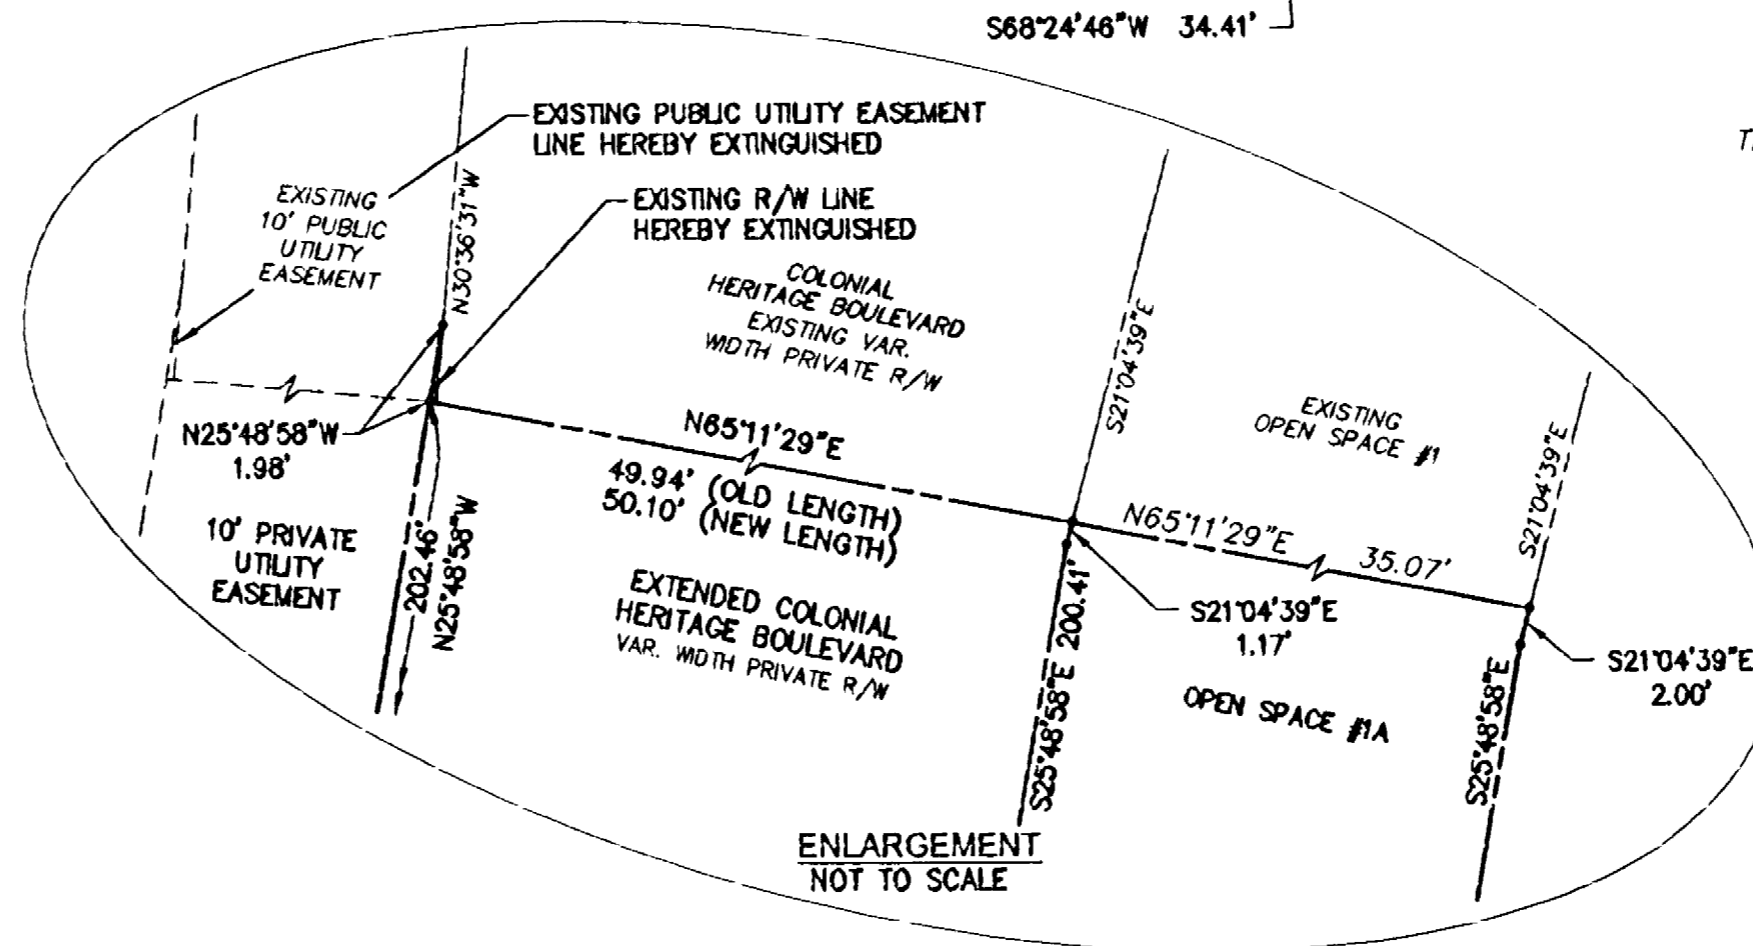 S68°24'46"W 34.41'
EXISTING PUBLIC UTILITY EASEMENT
LINE HEREBY EXTINGUISHED
EXISTING
10' PUBLIC
UTILITY
EASEMENT
N30°36'31"W
EXISTING R/W LINE
HEREBY EXTINGUISHED
COLONIAL
HERITAGE BOULEVARD
EXISTING VAR.
WIDTH PRIVATE R/W
S21°04'39"E
EXISTING
OPEN SPACE #1
S21°04'39"E
N25°48'58"W
1.98'
N65°11'29"E
49.94' (OLD LENGTH)
50.10' (NEW LENGTH)
N65°11'29"E 35.07'
10' PRIVATE
UTILITY
EASEMENT
202.46'
N25°48'58"W
EXTENDED COLONIAL
HERITAGE BOULEVARD
VAR. WIDTH PRIVATE R/W
S25°48'58"E 200.41'
S21°04'39"E
1.17'
OPEN SPACE #1A
S25°48'58"E
S21°04'39"E
2.00'
ENLARGEMENT
NOT TO SCALE